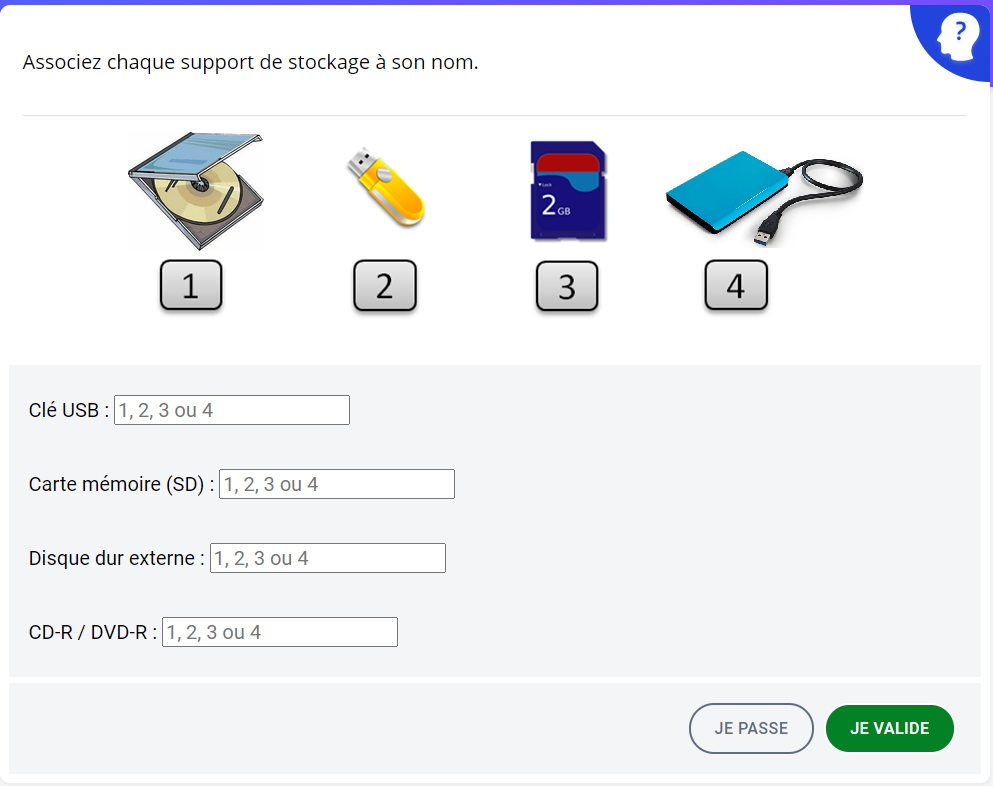 ?
Associez chaque support de stockage à son nom.
Lock
2 GB
1 2 3 4
Clé USB : 1, 2, 3 ou 4
Carte mémoire (SD) : 1, 2, 3 ou 4
Disque dur externe : 1, 2, 3 ou 4
CD-R / DVD-R : 1, 2, 3 ou 4
JE PASSE JE VALIDE